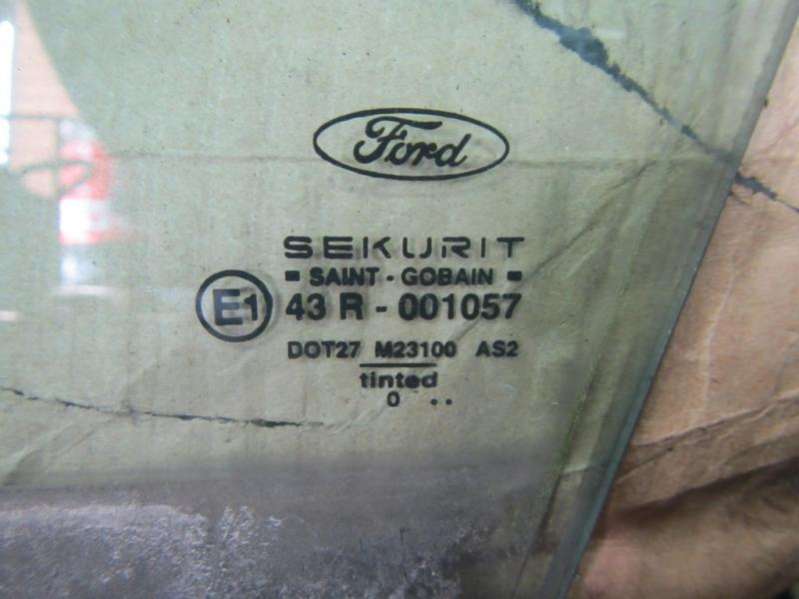 Ford
SEKURIT
SAINT - GOBAIN
E1 43 R - 001057
DOT27 M23100 AS2
tinted
0 ..